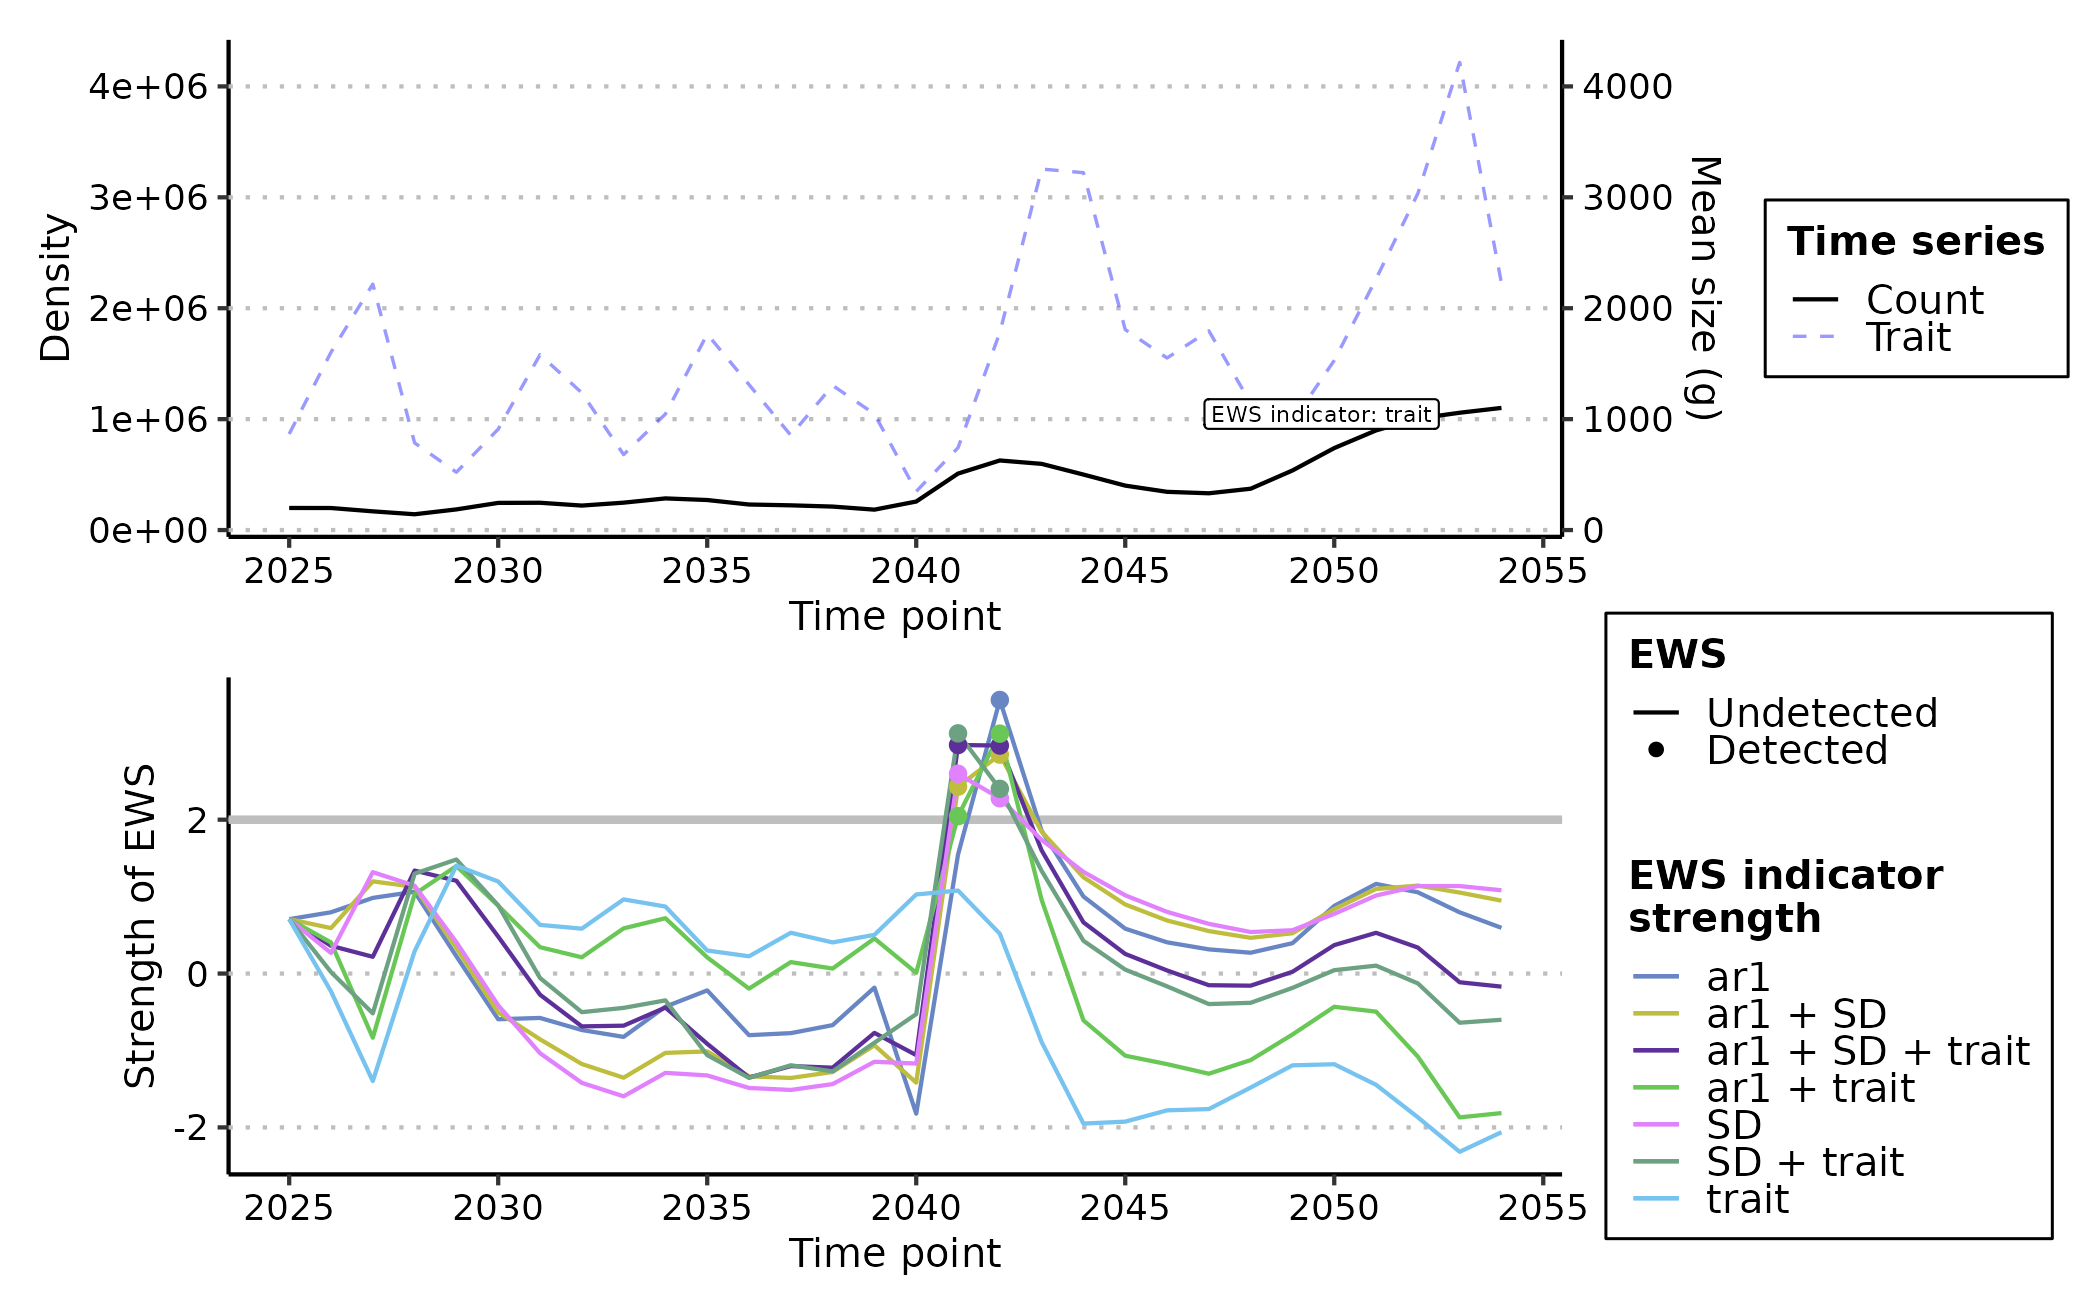 4e+06
3e+06
2e+06
1e+06
0e+00
Density
4000
3000
2000
1000
0
Mean size (g)
EWS indicator: trait
2025 2030 2035 2040 2045 2050 2055
Time point
Time series
Count
Trait
2
0
-2
Strength of EWS
2025 2030 2035 2040 2045 2050 2055
Time point
EWS
Undetected
Detected
EWS indicator
strength
ar1
ar1 + SD
ar1 + SD + trait
ar1 + trait
SD
SD + trait
trait